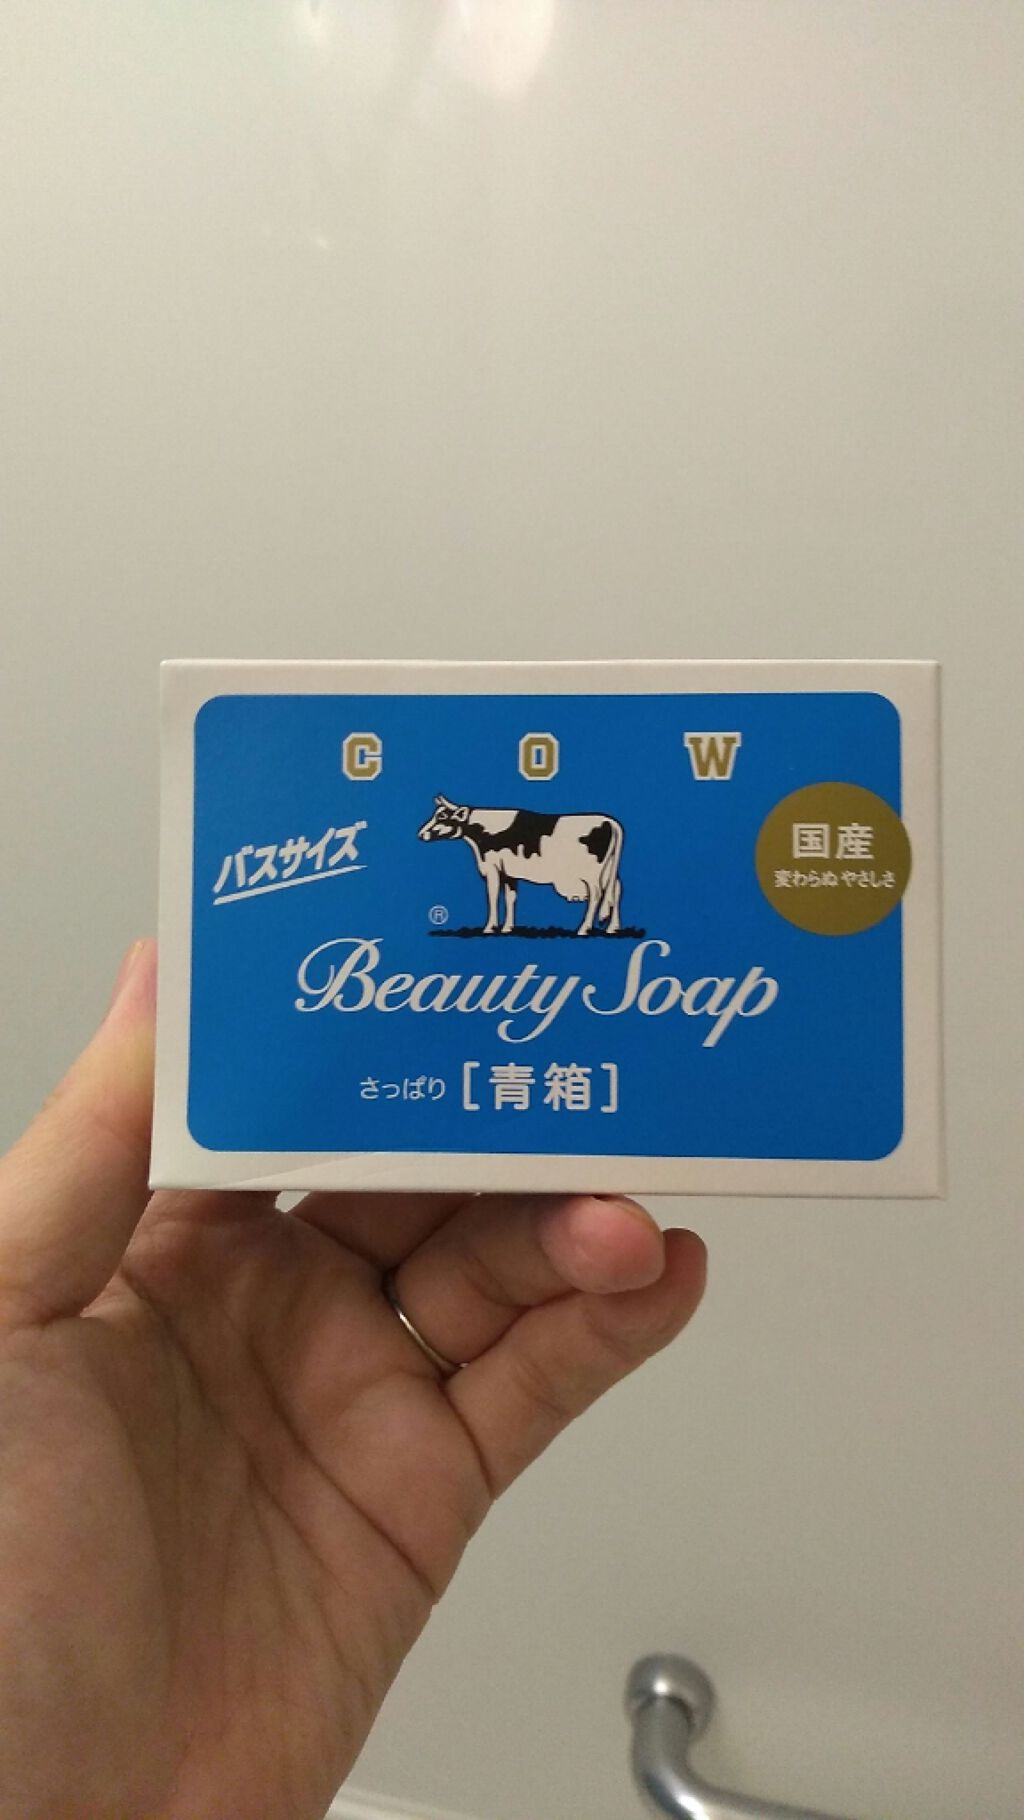 COW
バスサイズ
国産
変わらぬ やさしさ
®
Beauty Soap
さっぱり [青箱]